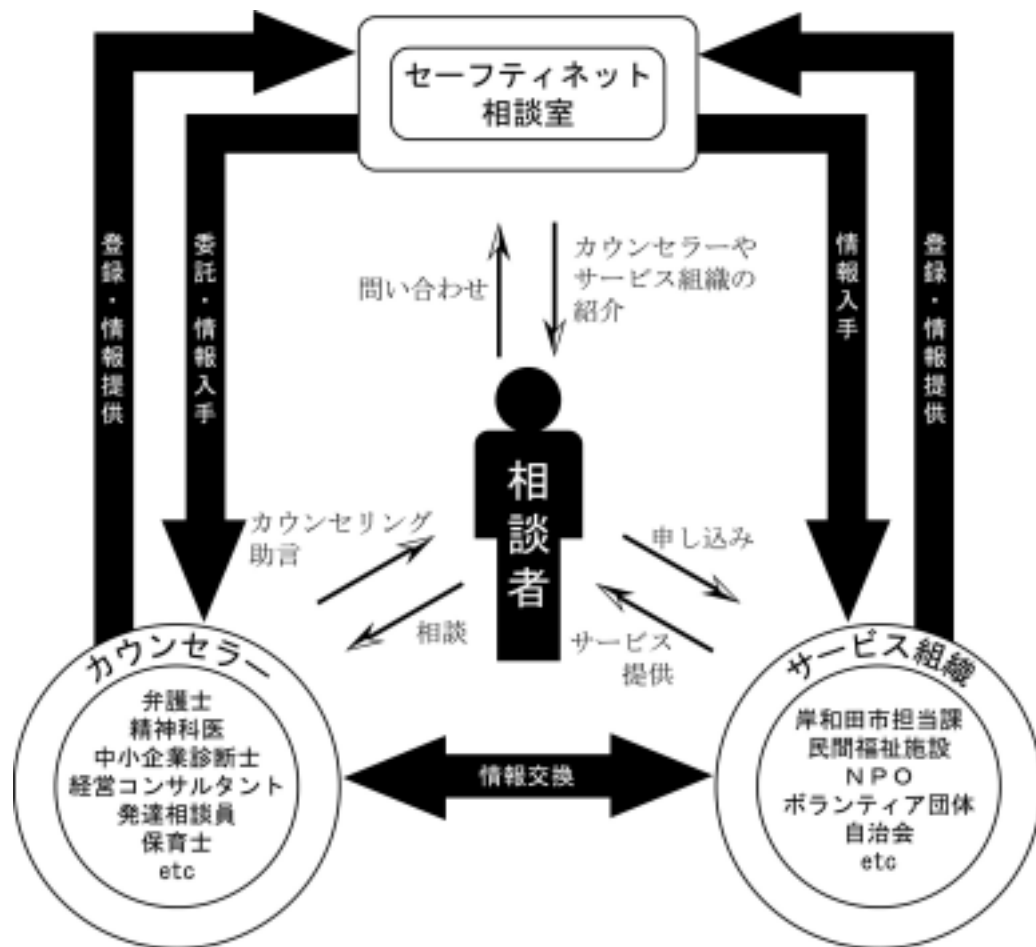 セーフティネット
相談室
登録・情報提供
委託・情報入手
問い合わせ
カウンセラーや
サービス組織の
紹介
情報入手
登録・情報提供
相談者
カウンセリング
助言
相談
申し込み
サービス
提供
カウンセラー
弁護士
精神科医
中小企業診断士
経営コンサルタント
発達相談員
保育士
etc
情報交換
サービス組織
岸和田市担当課
民間福祉施設
ＮＰＯ
ボランティア団体
自治会
etc